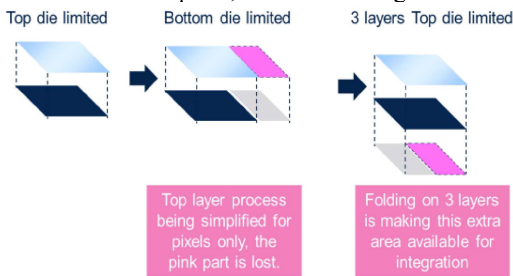 Top die limited
Bottom die limited
3 layers Top die limited
Top layer process
being simplified for
pixels only, the
pink part is lost.
Folding on 3 layers
is making this extra
area available for
integration